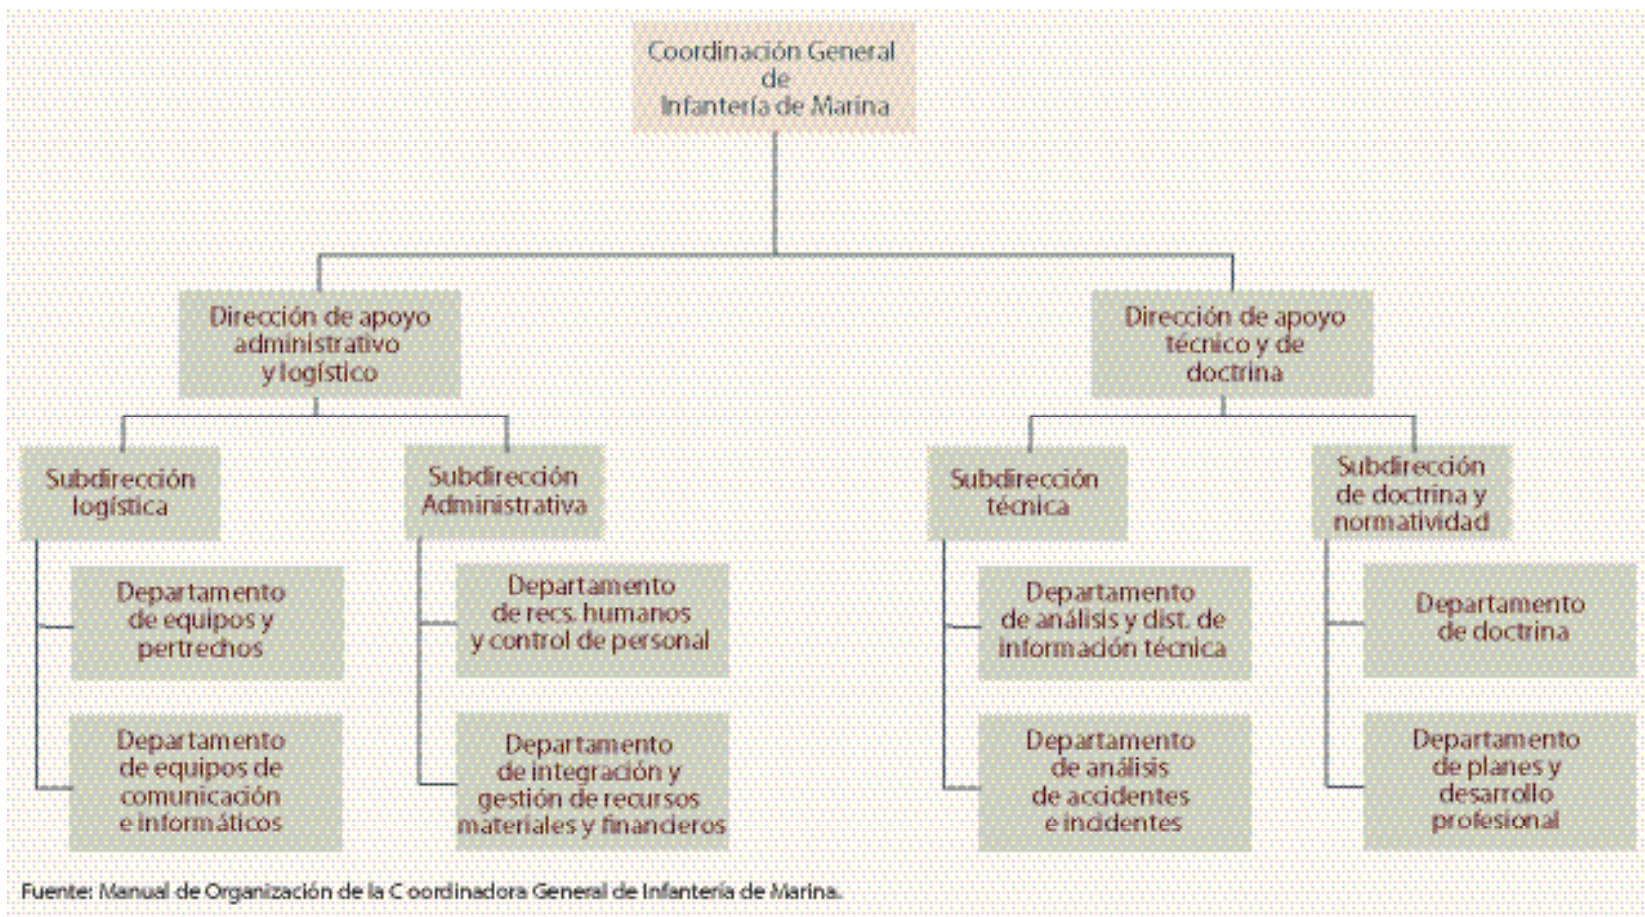 Coordinación General
de
Infantería de Marina
Dirección de apoyo
administrativo
y logístico
Dirección de apoyo
técnico y de
doctrina
Subdirección
logística
Subdirección
Administrativa
Subdirección
técnica
Subdirección
de doctrina y
normatividad
Departamento
de equipos y
pertrechos
Departamento
de recs. humanos
y control de personal
Departamento
de análisis y dist. de
información técnica
Departamento
de doctrina
Departamento
de equipos de
comunicación
e informáticos
Departamento
de integración y
gestión de recursos
materiales y financieros
Departamento
de análisis
de accidentes
e incidentes
Departamento
de planes y
desarrollo
profesional
Fuente: Manual de Organización de la C oordinadora General de Infantería de Marina.